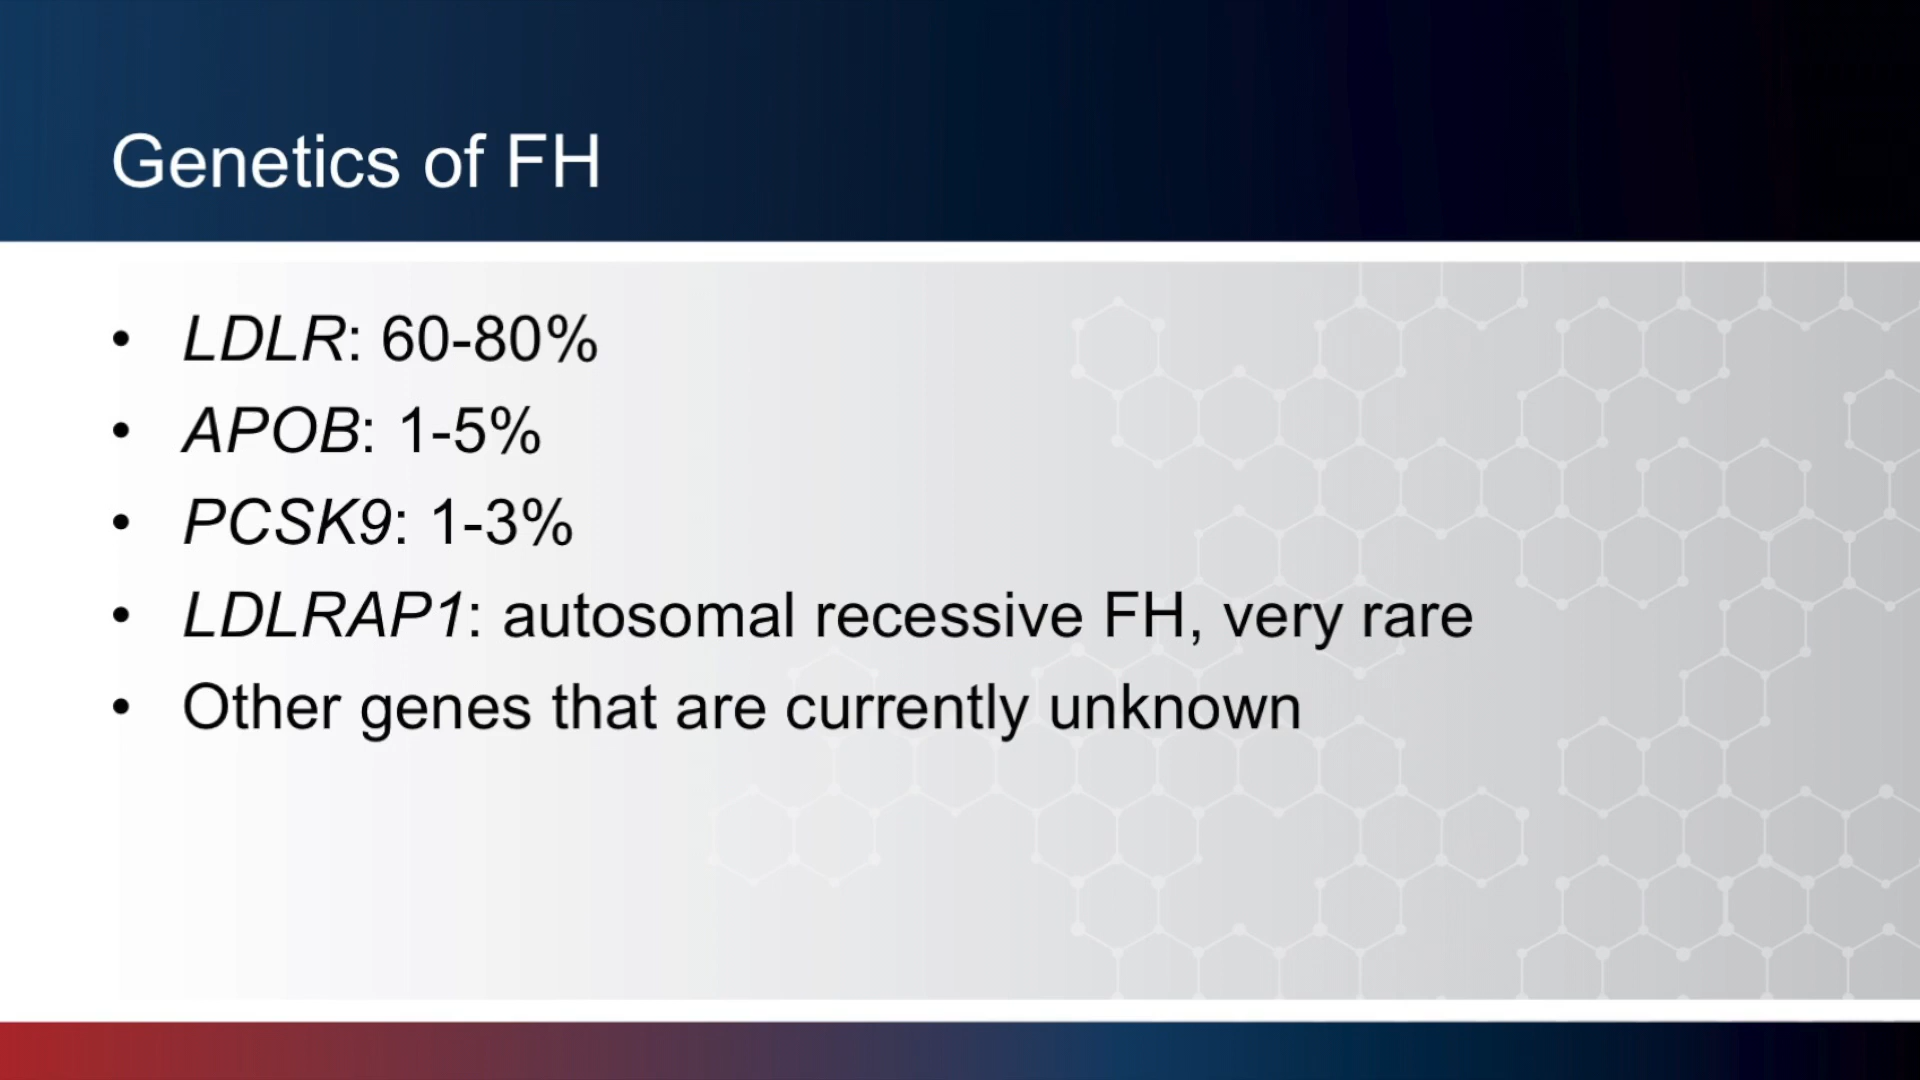 Genetics of FH
• LDLR: 60-80%
• APOB: 1-5%
• PCSK9: 1-3%
• LDLRAP1: autosomal recessive FH, very rare
• Other genes that are currently unknown